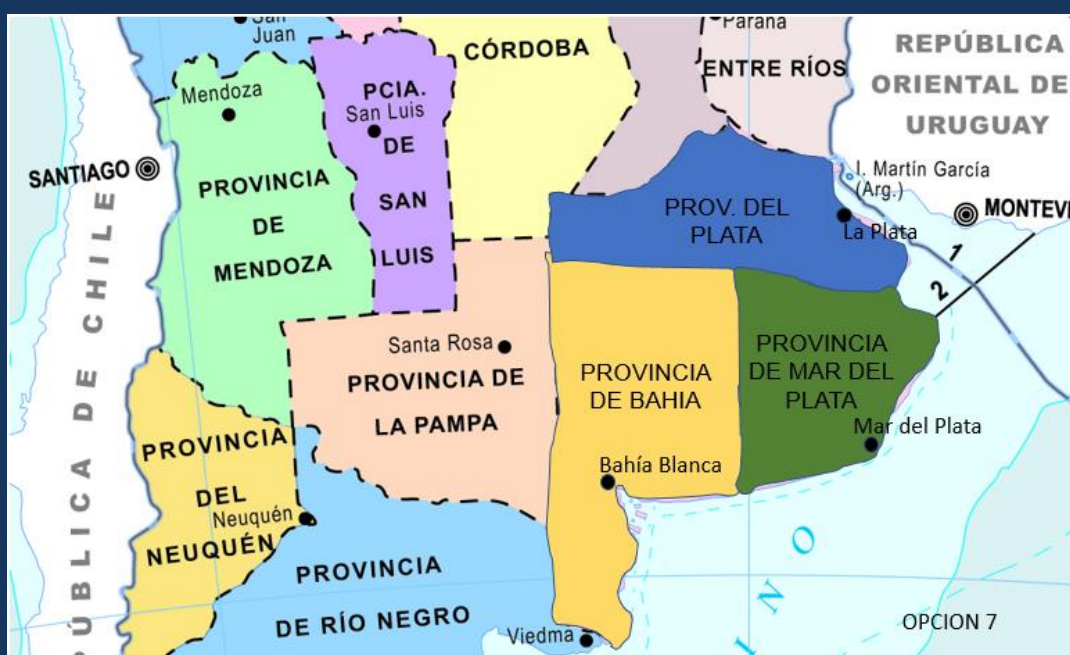 San
Juan
Mendoza
PCIA.
San Luis
DE
SAN
LUIS
CÓRDOBA
Paraná
ENTRE RÍOS
REPÚBLICA
ORIENTAL DE
URUGUAY
SANTIAGO
PROVINCIA
DE
MENDOZA
I. Martín García
(Arg.)
PROV. DEL
PLATA
La Plata
1
2
Santa Rosa
PROVINCIA DE
LA PAMPA
PROVINCIA
DE BAHIA
PROVINCIA
DE MAR DEL
PLATA
Mar del Plata
Bahía Blanca
PROVINCIA
DEL
Neuquén
NEUQUÉN
PROVINCIA
DE RÍO NEGRO
Viedma
DE CHILE
OPCION 7